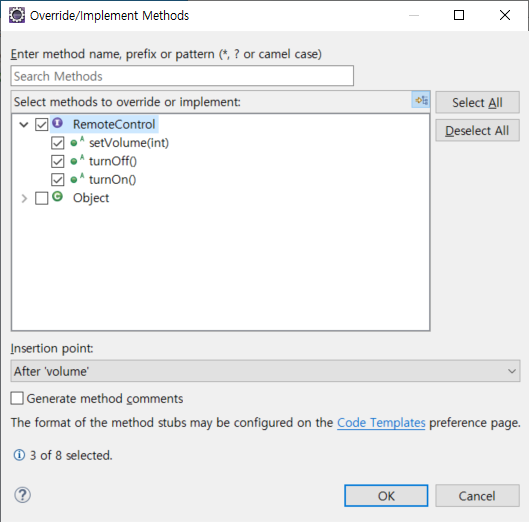 Override/Implement Methods
Enter method name, prefix or pattern (*, ? or camel case)
Search Methods
Select methods to override or implement:
Select All
RemoteControl
Deselect All
setVolume(int)
turnOff()
turnOn()
Object
Insertion point:
After 'volume'
Generate method comments
The format of the method stubs may be configured on the Code Templates preference page.
3 of 8 selected.
OK
Cancel